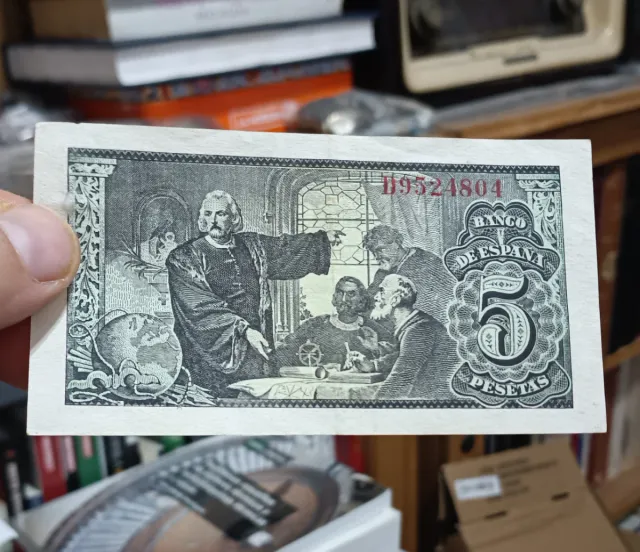 D9524804
BANCO
DE ESPAÑA
5
PESETAS